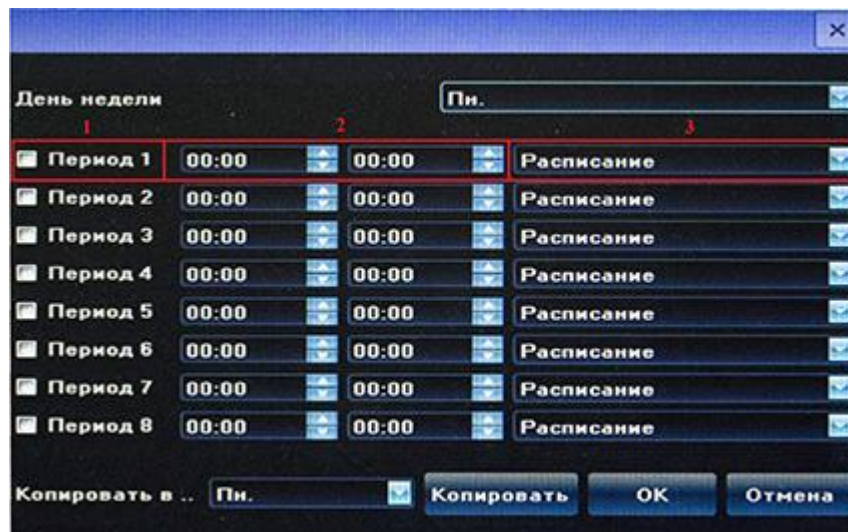 День недели Пн.
1 2 3
Период 1 00:00 00:00 Расписание
Период 2 00:00 00:00 Расписание
Период 3 00:00 00:00 Расписание
Период 4 00:00 00:00 Расписание
Период 5 00:00 00:00 Расписание
Период 6 00:00 00:00 Расписание
Период 7 00:00 00:00 Расписание
Период 8 00:00 00:00 Расписание
Копировать в .. Пн. Копировать ОК Отмена